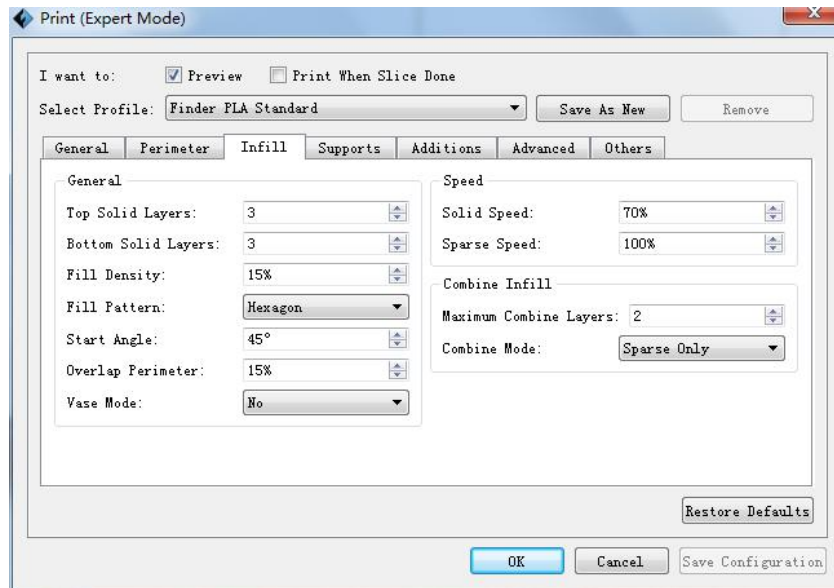 Print (Expert Mode)
I want to: Preview Print When Slice Done
Select Profile: Finder PLA Standard Save As New Remove
General Perimeter Infill Supports Additions Advanced Others
General
Top Solid Layers: 3
Bottom Solid Layers: 3
Fill Density: 15%
Fill Pattern: Hexagon
Start Angle: 45°
Overlap Perimeter: 15%
Vase Mode: No
Speed
Solid Speed: 70%
Sparse Speed: 100%
Combine Infill
Maximum Combine Layers: 2
Combine Mode: Sparse Only
Restore Defaults
OK Cancel Save Configuration